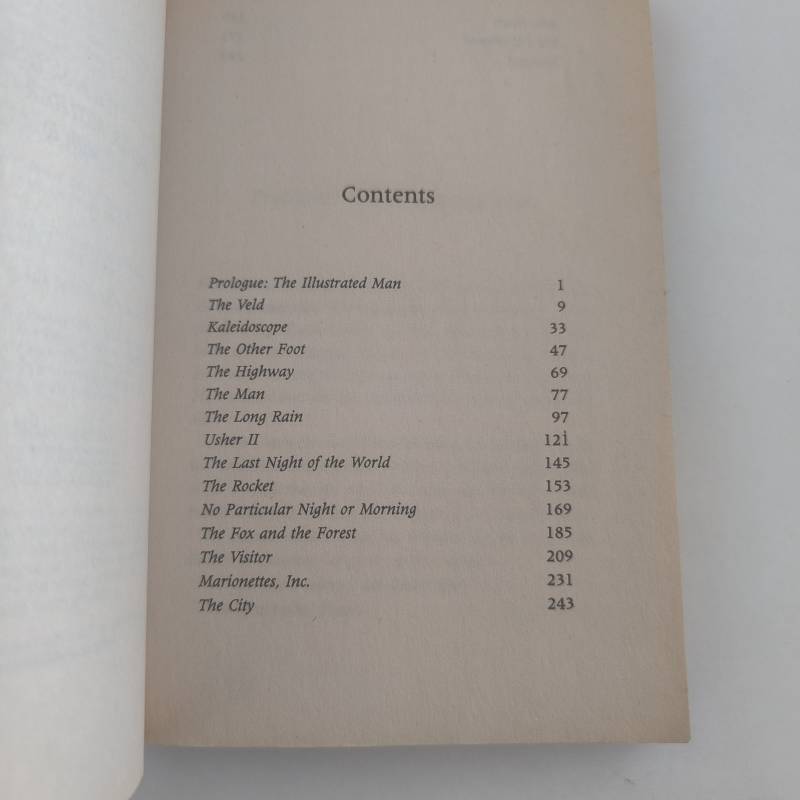 Contents
Prologue: The Illustrated Man 1
The Veld 9
Kaleidoscope 33
The Other Foot 47
The Highway 69
The Man 77
The Long Rain 97
Usher II 121
The Last Night of the World 145
The Rocket 153
No Particular Night or Morning 169
The Fox and the Forest 185
The Visitor 209
Marionettes, Inc. 231
The City 243